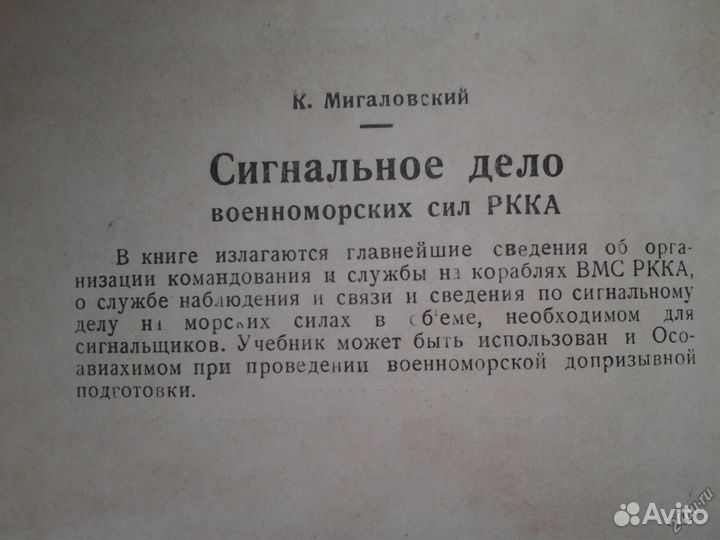 К. Мигаловский
Сигнальное дело
военноморских сил РККА
В книге излагаются главнейшие сведения об орга-
низации командования и службы на кораблях ВМС РККА,
о службе наблюдения и связи и сведения по сигнальному
делу на морских силах в об‘еме, необходимом для
сигнальщиков. Учебник может быть использован и Осо-
авиахимом при проведении военноморской допризывной
подготовки.
Avito